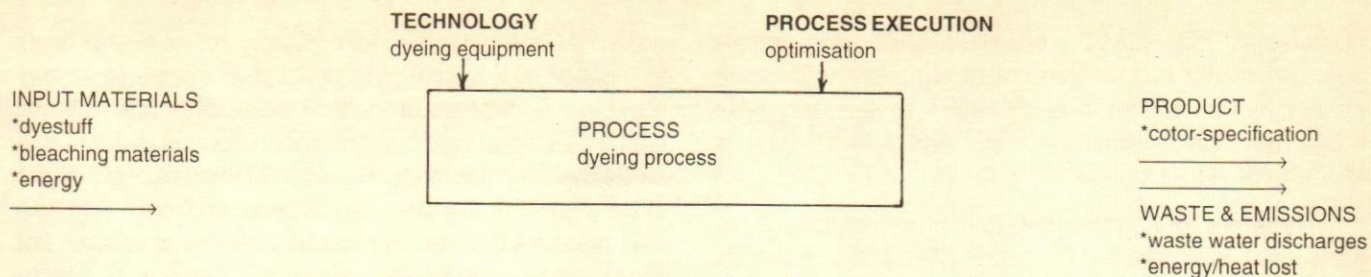 TECHNOLOGY
dyeing equipment
PROCESS EXECUTION
optimisation
INPUT MATERIALS
*dyestuff
*bleaching materials
*energy
PROCESS
dyeing process
PRODUCT
*cotor-specification
WASTE & EMISSIONS
*waste water discharges
*energy/heat lost